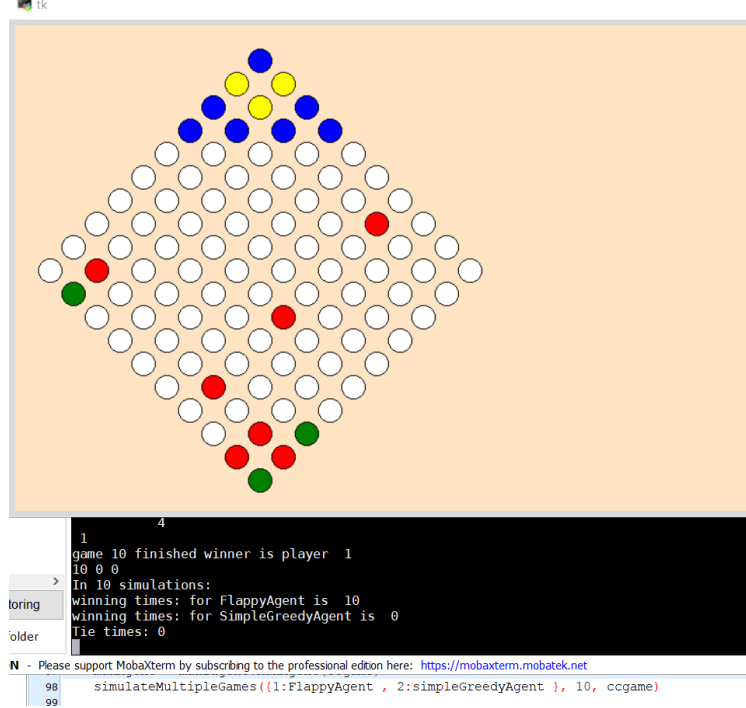 tk
4
1
game 10 finished winner is player  1
10 0 0
In 10 simulations:
winning times: for FlappyAgent is  10
winning times: for SimpleGreedyAgent is  0
Tie times: 0
>
toring
older
N - Please support MobaXterm by subscribing to the professional edition here: https://mobaxterm.mobatek.net
98 simulateMultipleGames({1:FlappyAgent , 2:simpleGreedyAgent }, 10, ccgame)
99